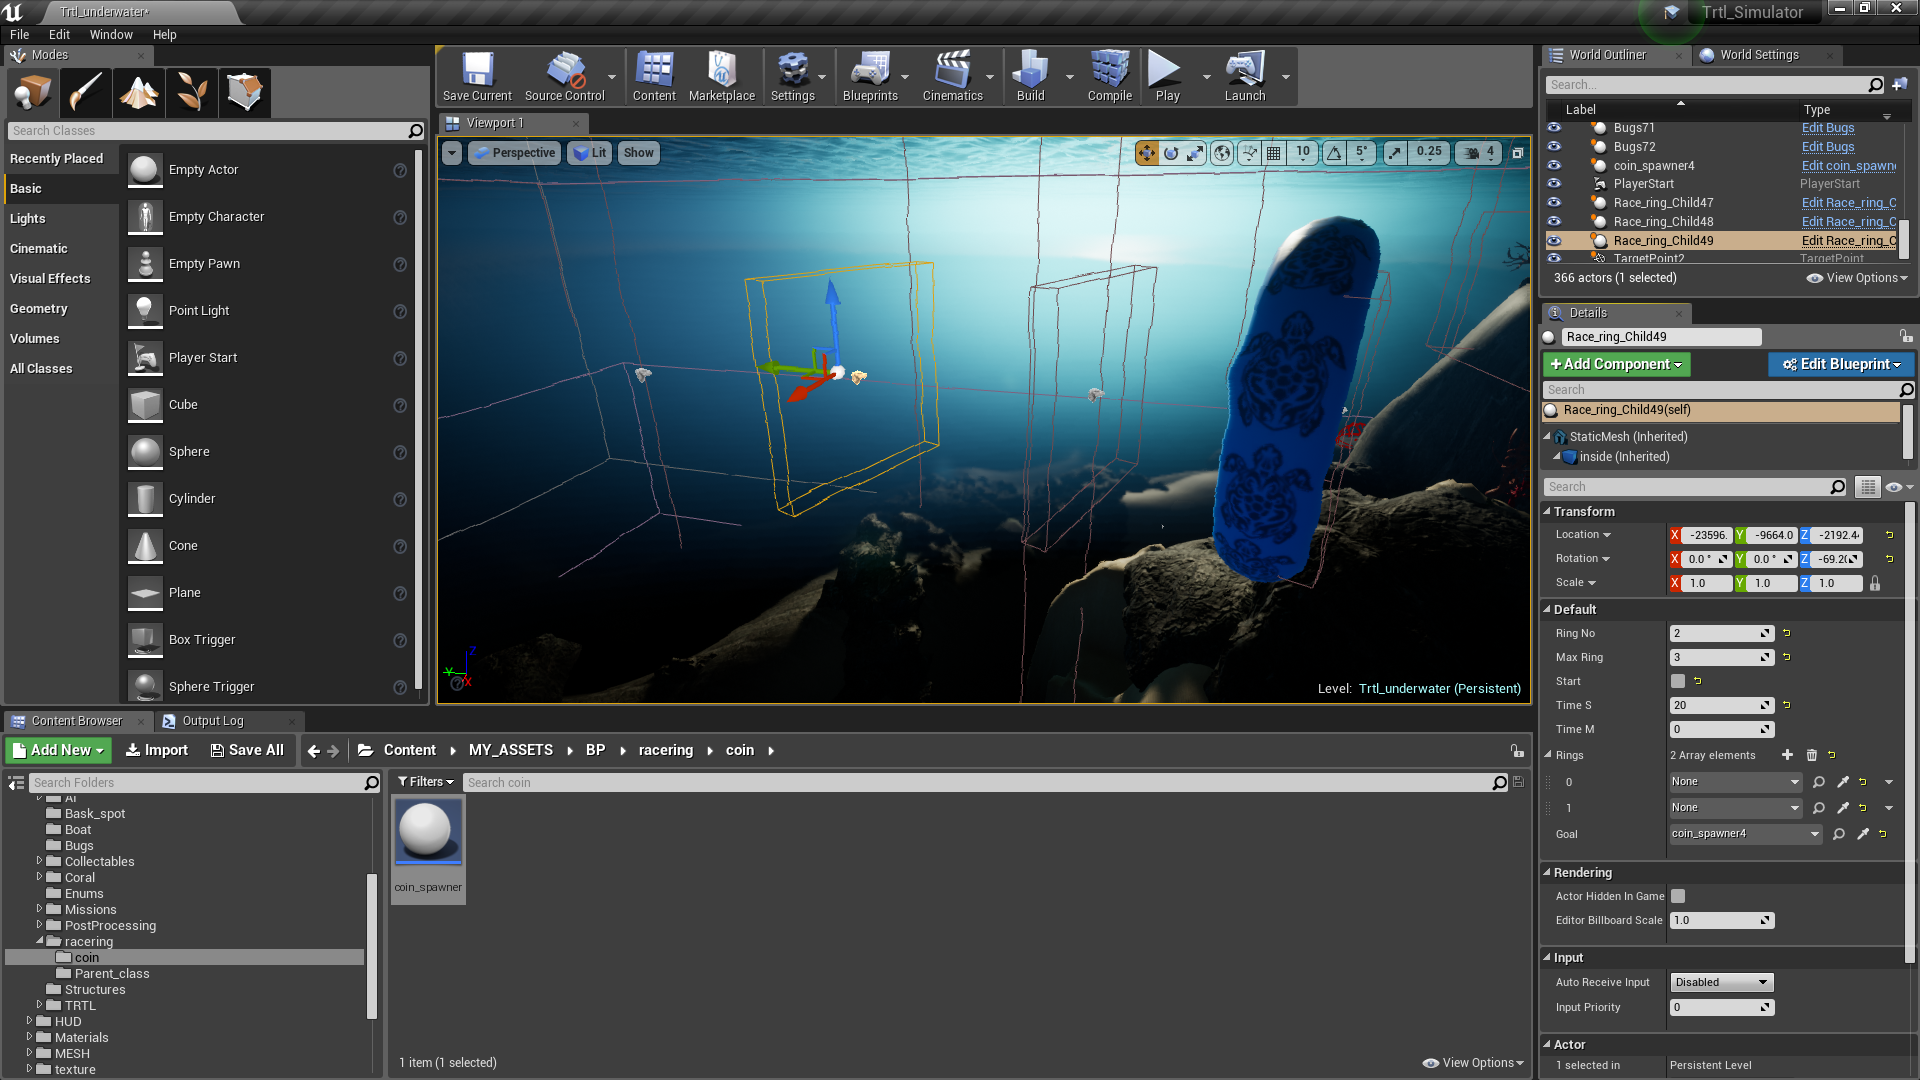 Trtl_underwater*
Trtl_Simulator
File Edit Window Help
Modes
Search Classes
Recently Placed
Basic
Lights
Cinematic
Visual Effects
Geometry
Volumes
All Classes
Empty Actor
Empty Character
Empty Pawn
Point Light
Player Start
Cube
Sphere
Cylinder
Cone
Plane
Box Trigger
Sphere Trigger
Save Current Source Control Content Marketplace Settings Blueprints Cinematics Build Compile Play Launch
Viewport 1
Perspective Lit Show 10 5° 0.25 4
Z
Y
X
Level: Trtl_underwater (Persistent)
World Outliner World Settings
Search...
Label Type
Bugs71 Edit Bugs
Bugs72 Edit Bugs
coin_spawner4 Edit coin_spawn
PlayerStart PlayerStart
Race_ring_Child47 Edit Race_ring_C
Race_ring_Child48 Edit Race_ring_C
Race_ring_Child49 Edit Race_ring_C
TargetPoint2 TargetPoint
366 actors (1 selected) View Options
Details
Race_ring_Child49
+Add Component Edit Blueprint
Search
Race_ring_Child49(self)
StaticMesh (Inherited)
inside (Inherited)
Search
Transform
Location X -23596. Y -9664.0 Z -2192.4
Rotation X 0.0 ° Y 0.0 ° Z -69.20
Scale X 1.0 Y 1.0 Z 1.0
Default
Ring No 2
Max Ring 3
Start
Time S 20
Time M 0
Rings 2 Array elements
0 None
1 None
Goal coin_spawner4
Rendering
Actor Hidden In Game
Editor Billboard Scale 1.0
Input
Auto Receive Input Disabled
Input Priority 0
Actor
1 selected in Persistent Level
Content Browser Output Log
Add New Import Save All Content MY_ASSETS BP racering coin
Search Folders
Filters Search coin
AI
Bask_spot
Boat
Bugs
Collectables
Coral
Enums
Missions
PostProcessing
racering
coin
Parent_class
Structures
TRTL
HUD
Materials
MESH
texture
coin_spawner
1 item (1 selected) View Options